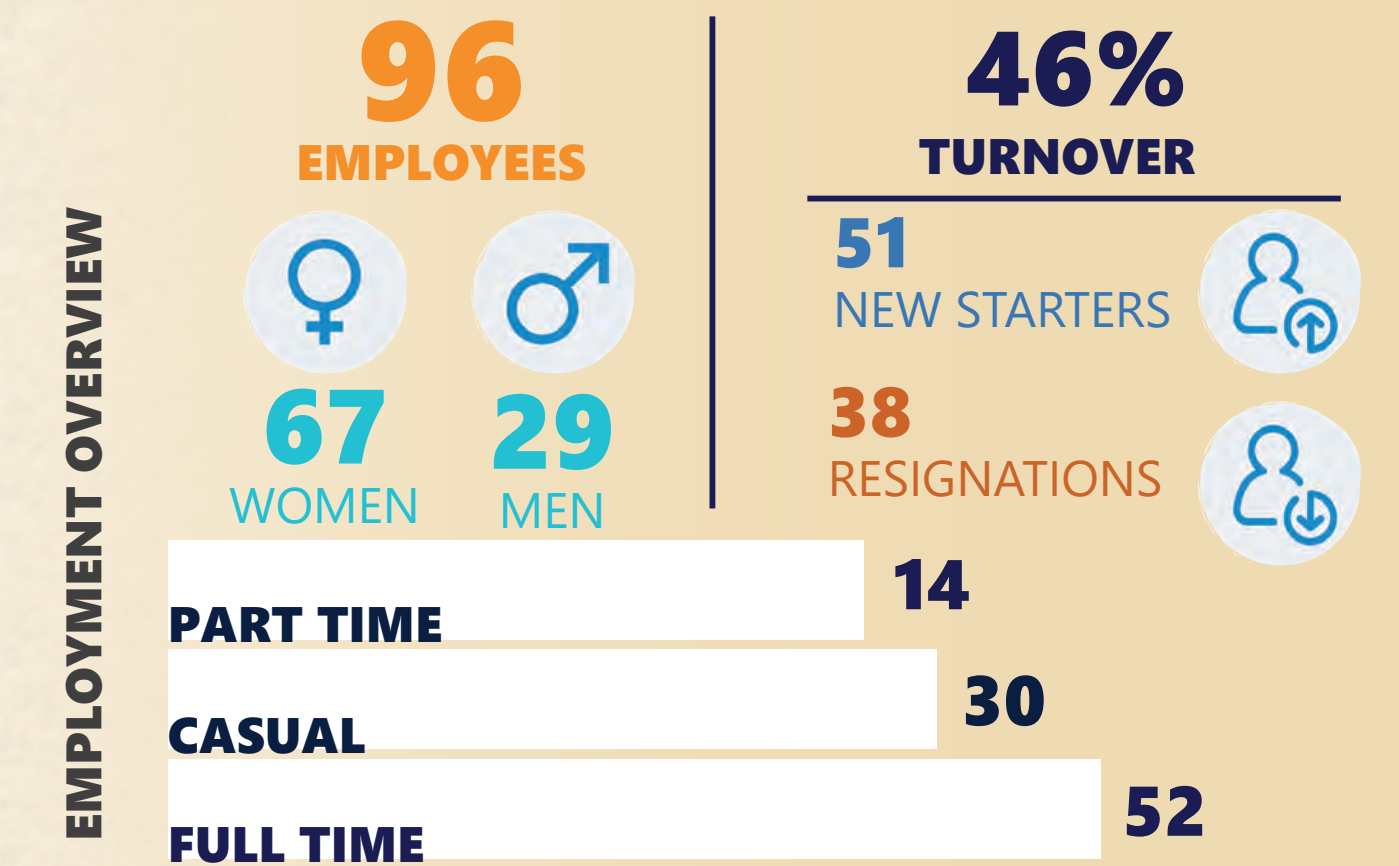 EMPLOYMENT OVERVIEW
96
EMPLOYEES
67
WOMEN
29
MEN
46%
TURNOVER
51
NEW STARTERS
38
RESIGNATIONS
PART TIME 14
CASUAL 30
FULL TIME 52